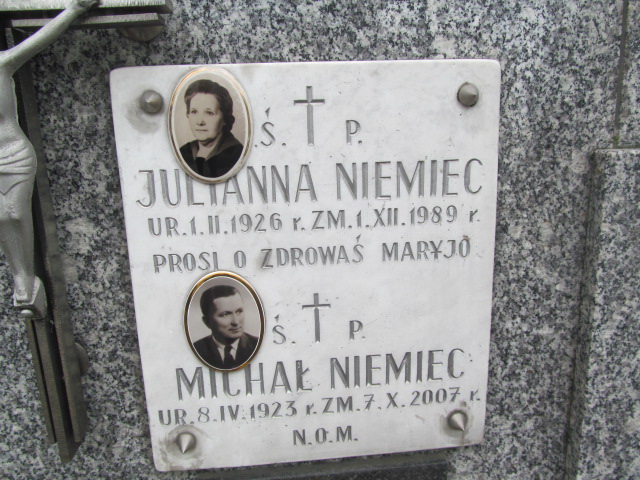 Ś. P.
JULIANNA NIEMIEC
UR.1.II.1926 r. ZM.1.XII.1989 r.
PROSI O ZDROWAŚ MARYJO
Ś. P.
MICHAŁ NIEMIEC
UR.8.IV.1923 r. ZM.7.X.2007 r.
N.O.M.